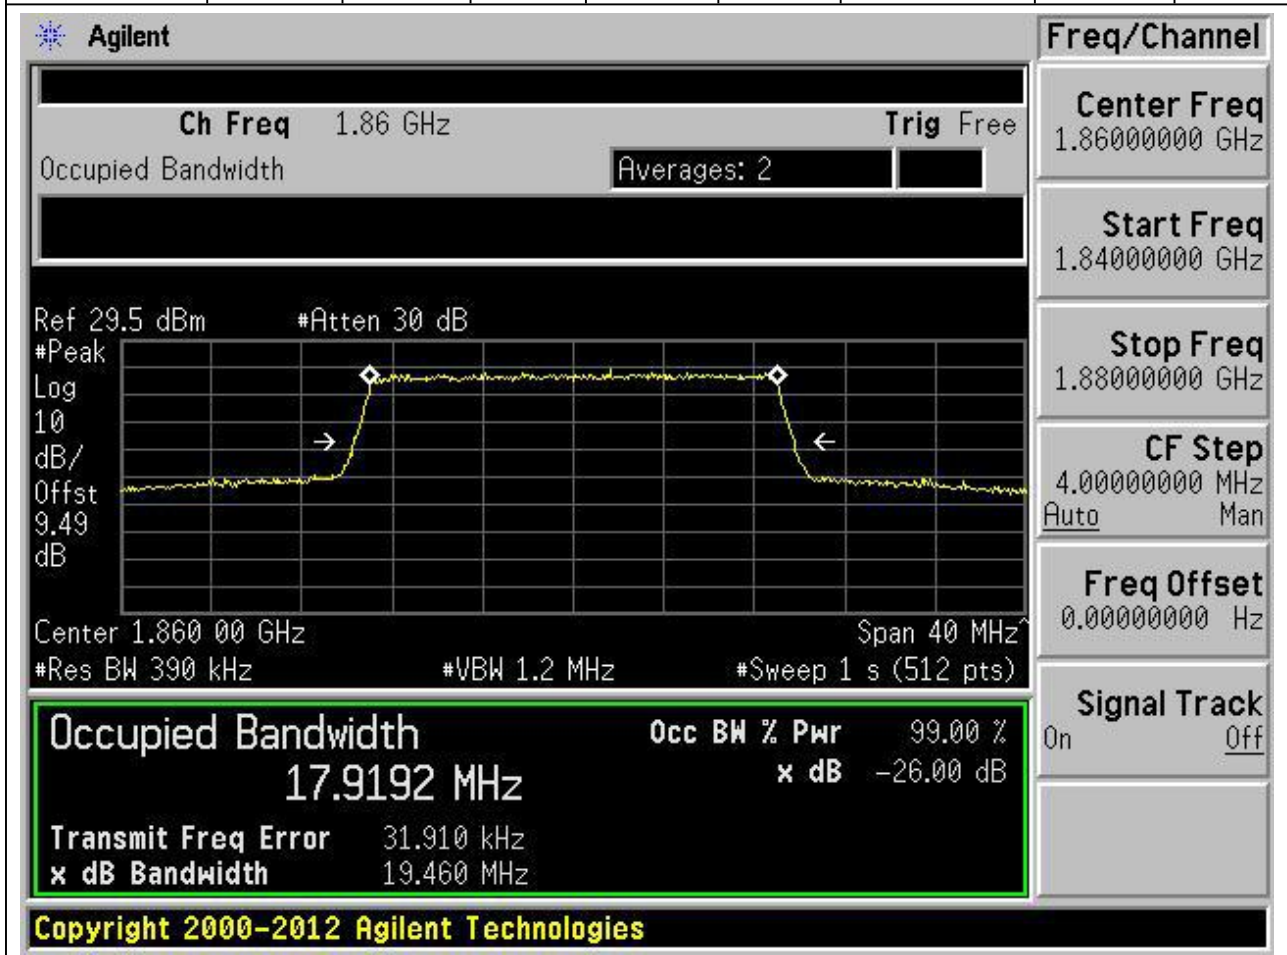 Agilent
Freq/Channel
Ch Freq 1.86 GHz Trig Free
Occupied Bandwidth Averages: 2
Center Freq
1.86000000 GHz
Start Freq
1.84000000 GHz
Stop Freq
1.88000000 GHz
CF Step
4.00000000 MHz
Auto Man
Freq Offset
0.00000000 Hz
Signal Track
On Off
Ref 29.5 dBm #Atten 30 dB
#Peak
Log
10
dB/
Offst
9.49
dB
Center 1.860 00 GHz Span 40 MHz^
#Res BW 390 kHz #VBW 1.2 MHz #Sweep 1 s (512 pts)
Occupied Bandwidth
17.9192 MHz
Occ BW % Pwr 99.00 %
x dB -26.00 dB
Transmit Freq Error 31.910 kHz
x dB Bandwidth 19.460 MHz
Copyright 2000-2012 Agilent Technologies